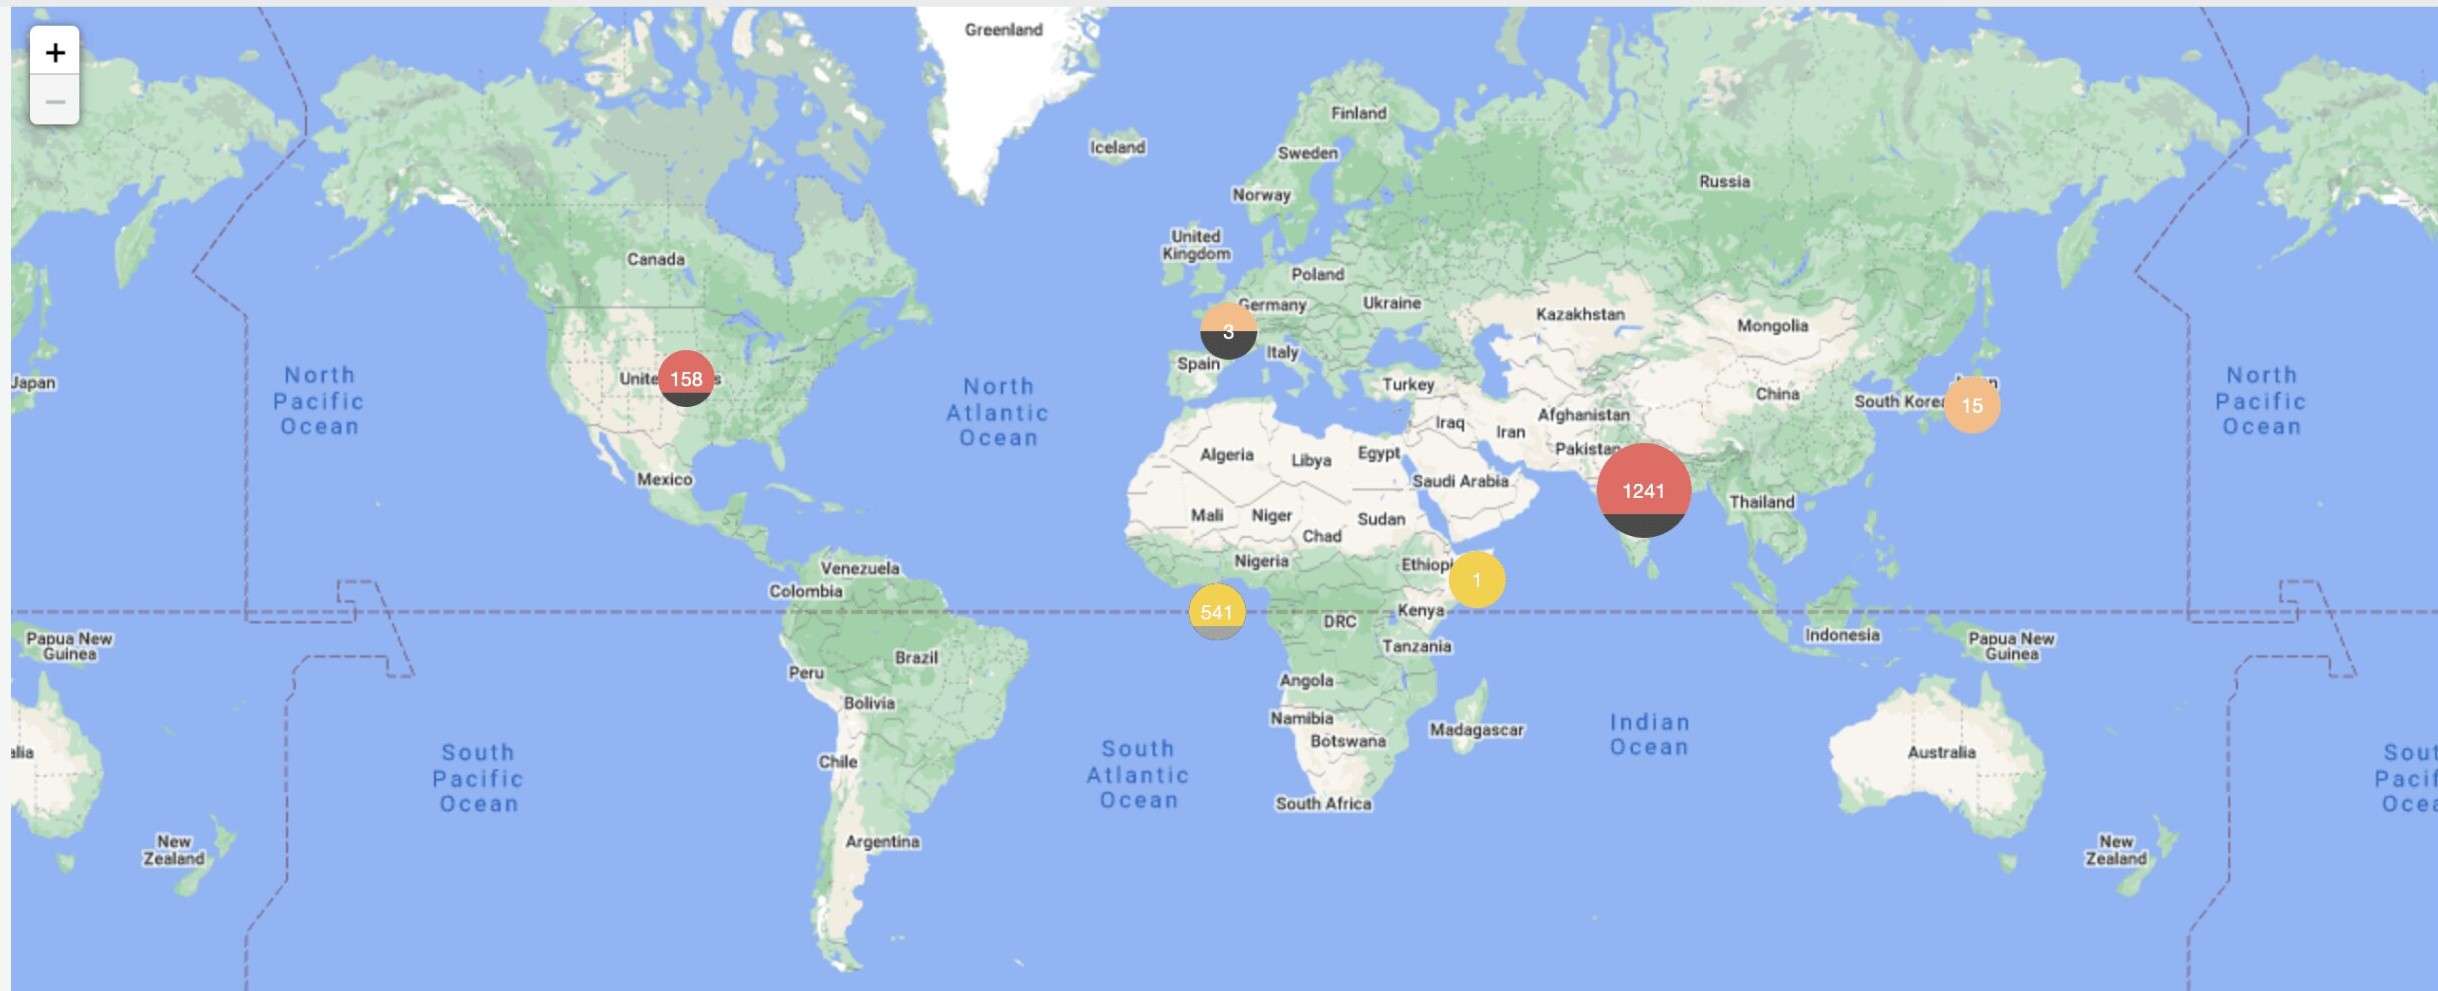 Greenland
+
−
Finland
Iceland
Sweden
Russia
Norway
United
Kingdom
Canada
Poland
Germany
Ukraine
Kazakhstan
Mongolia
3
Italy
Spain
158
Japan
North
Pacific
Ocean
North
Atlantic
Ocean
Turkey
China
South Korea
15
North
Pacific
Ocean
Afghanistan
Iraq
Iran
Pakistan
Algeria
Libya
Egypt
Saudi Arabia
1241
Mexico
Thailand
Mali
Niger
Sudan
Chad
Nigeria
Ethiopi
1
Venezuela
Colombia
541
Kenya
DRC
Papua New
Guinea
Indonesia
Papua New
Guinea
Tanzania
Brazil
Peru
Angola
Bolivia
Namibia
Madagascar
Botswana
Indian
Ocean
alia
South
Pacific
Ocean
Chile
South
Atlantic
Ocean
Australia
Sout
Pacif
Ocea
South Africa
Argentina
New
Zealand
New
Zealand